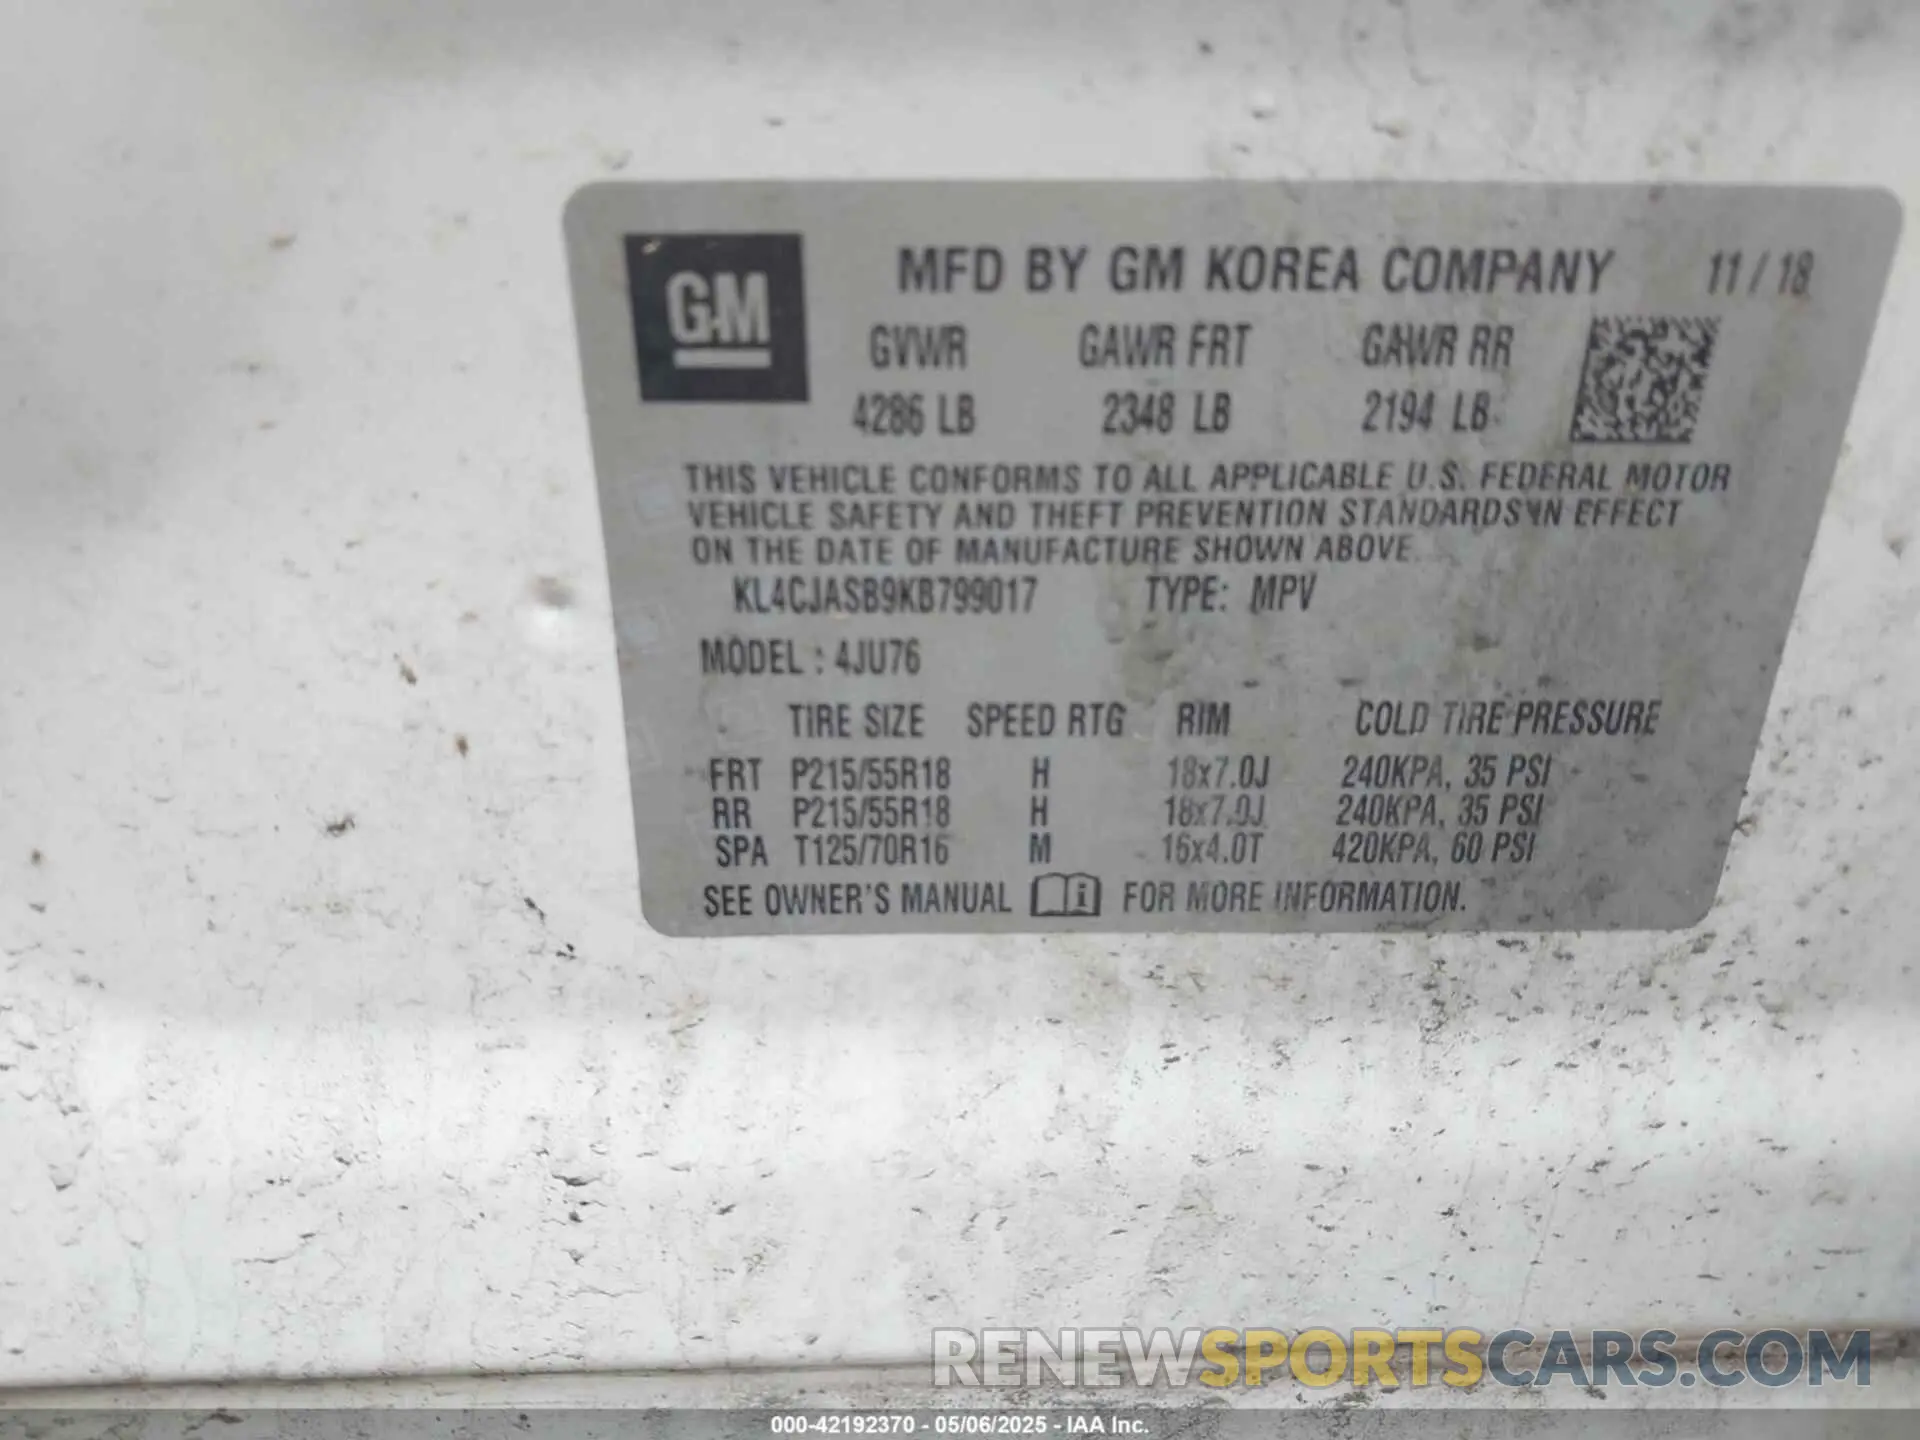 GM
MFD BY GM KOREA COMPANY 11/18
GVWR GAWR FRT GAWR RR
4286 LB 2348 LB 2194 LB
THIS VEHICLE CONFORMS TO ALL APPLICABLE U.S. FEDERAL MOTOR
VEHICLE SAFETY AND THEFT PREVENTION STANDARDS IN EFFECT
ON THE DATE OF MANUFACTURE SHOWN ABOVE.
KL4CJASB9KB799017 TYPE: MPV
MODEL : 4JU76
TIRE SIZE SPEED RTG RIM COLD TIRE PRESSURE
FRT P215/55R18 H 18x7.0J 240KPA, 35 PSI
RR P215/55R18 H 18x7.0J 240KPA, 35 PSI
SPA T125/70R16 M 16x4.0T 420KPA, 60 PSI
SEE OWNER'S MANUAL i FOR MORE INFORMATION.
RENEWSPORTSCARS.COM
000-42192370 - 05/06/2025 - IAA Inc.